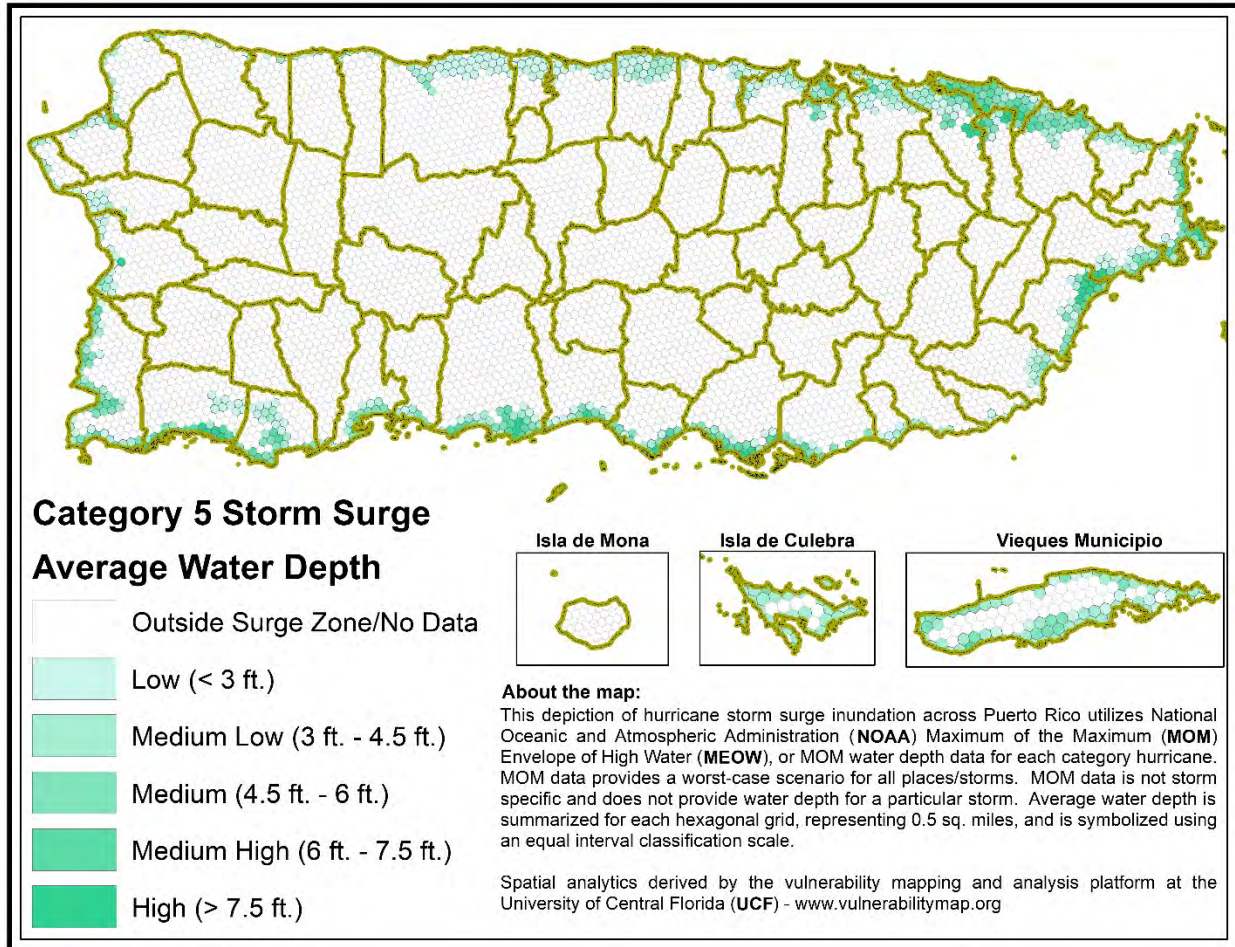 Category 5 Storm Surge
Average Water Depth
Outside Surge Zone/No Data
Low (< 3 ft.)
Medium Low (3 ft. - 4.5 ft.)
Medium (4.5 ft. - 6 ft.)
Medium High (6 ft. - 7.5 ft.)
High (> 7.5 ft.)
Isla de Mona
Isla de Culebra
Vieques Municipio
About the map:
This depiction of hurricane storm surge inundation across Puerto Rico utilizes National
Oceanic and Atmospheric Administration (NOAA) Maximum of the Maximum (MOM)
Envelope of High Water (MEOW), or MOM water depth data for each category hurricane.
MOM data provides a worst-case scenario for all places/storms. MOM data is not storm
specific and does not provide water depth for a particular storm. Average water depth is
summarized for each hexagonal grid, representing 0.5 sq. miles, and is symbolized using
an equal interval classification scale.
Spatial analytics derived by the vulnerability mapping and analysis platform at the
University of Central Florida (UCF) - www.vulnerabilitymap.org